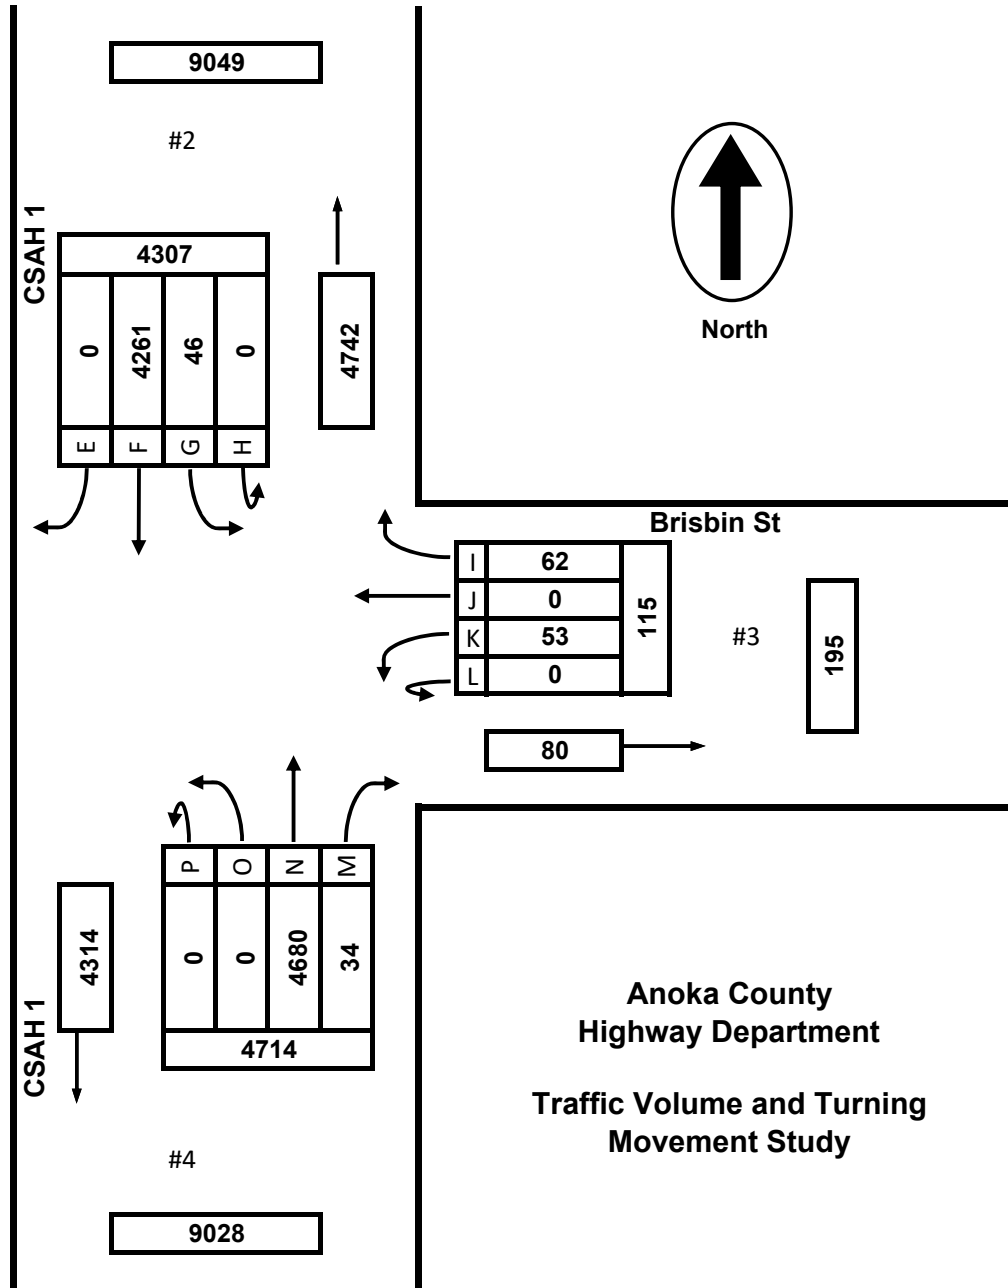 9049
#2
CSAH 1
4307
0
4261
46
0
E
F
G
H
4742
North
Brisbin St
I
62
J
0
K
53
L
0
115
#3
195
80
P
O
N
M
0
0
4680
34
4714
4314
CSAH 1
#4
9028
Anoka County
Highway Department
Traffic Volume and Turning
Movement Study